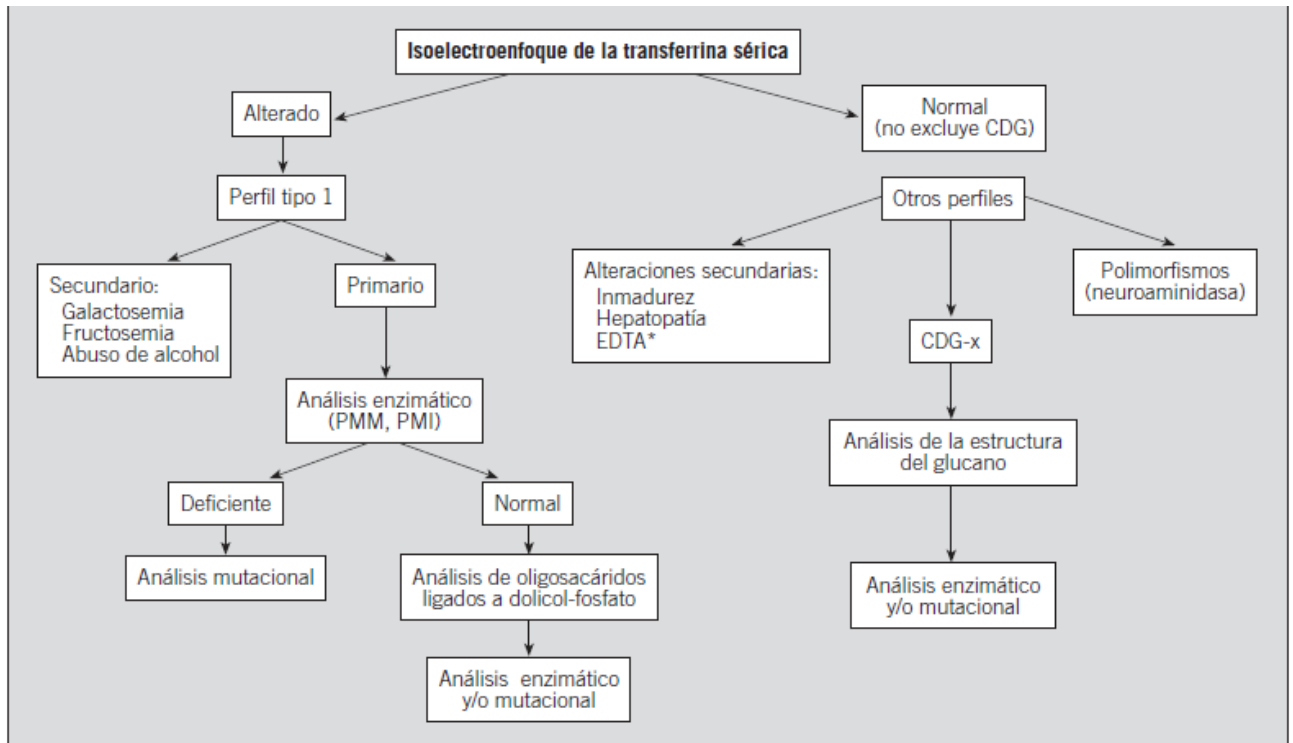 Isoelectroenfoque de la transferrina sérica
Alterado
Normal
(no excluye CDG)
Perfil tipo 1
Otros perfiles
Secundario:
Galactosemia
Fructosemia
Abuso de alcohol
Primario
Alteraciones secundarias:
Inmadurez
Hepatopatía
EDTA*
Polimorfismos
(neuroaminidasa)
CDG-x
Análisis enzimático
(PMM, PMI)
Análisis de la estructura
del glucano
Deficiente
Normal
Análisis mutacional
Análisis de oligosacáridos
ligados a dolicol-fosfato
Análisis enzimático
y/o mutacional
Análisis enzimático
y/o mutacional